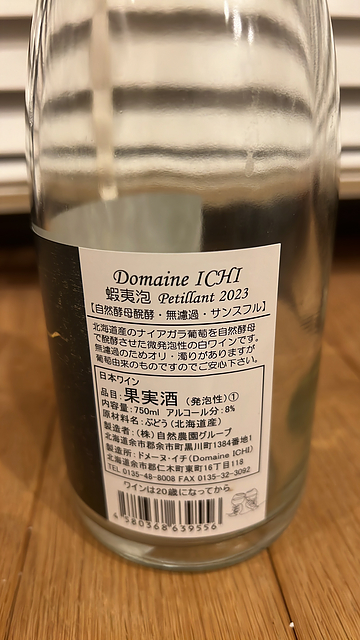 Domaine ICHI
蝦夷泡 Petillant 2023
【自然酵母醗酵・無濾過・サンスフル】
北海道産のナイアガラ葡萄を自然酵母
で醗酵させた微発泡性の白ワインです。
無濾過のためオリ・濁りがありますが、
葡萄由来のものですのでご安心下さい。
日本ワイン
品目:果実酒(発泡性)①
内容量:750ml アルコール分:8%
原材料名:ぶどう(北海道産)
製造者:(株)自然農園グループ
北海道余市郡余市町黒川町1384番地1
製造所:ドメーヌ・イチ(Domaine ICHI)
北海道余市郡仁木町東町16丁目118
TEL 0135-48-8008 FAX 0135-32-3092
ワインは20歳になってから。
4580368639556